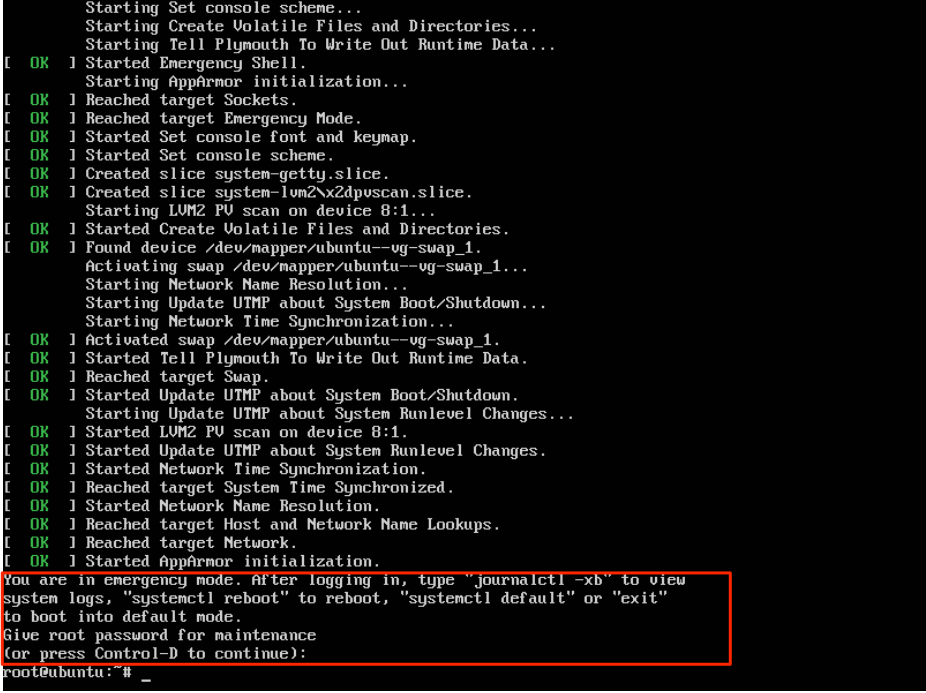 Starting Set console scheme...
Starting Create Volatile Files and Directories...
Starting Tell Plymouth To Write Out Runtime Data...
[  OK  ] Started Emergency Shell.
Starting AppArmor initialization...
[  OK  ] Reached target Sockets.
[  OK  ] Reached target Emergency Mode.
[  OK  ] Started Set console font and keymap.
[  OK  ] Started Set console scheme.
[  OK  ] Created slice system-getty.slice.
[  OK  ] Created slice system-lvm2\x2dpvscan.slice.
Starting LVM2 PV scan on device 8:1...
[  OK  ] Started Create Volatile Files and Directories.
[  OK  ] Found device /dev/mapper/ubuntu--vg-swap_1.
Activating swap /dev/mapper/ubuntu--vg-swap_1...
Starting Network Name Resolution...
Starting Update UTMP about System Boot/Shutdown...
Starting Network Time Synchronization...
[  OK  ] Activated swap /dev/mapper/ubuntu--vg-swap_1.
[  OK  ] Started Tell Plymouth To Write Out Runtime Data.
[  OK  ] Reached target Swap.
[  OK  ] Started Update UTMP about System Boot/Shutdown.
Starting Update UTMP about System Runlevel Changes...
[  OK  ] Started LVM2 PV scan on device 8:1.
[  OK  ] Started Update UTMP about System Runlevel Changes.
[  OK  ] Started Network Time Synchronization.
[  OK  ] Reached target System Time Synchronized.
[  OK  ] Started Network Name Resolution.
[  OK  ] Reached target Host and Network Name Lookups.
[  OK  ] Reached target Network.
[  OK  ] Started AppArmor initialization.
You are in emergency mode. After logging in, type "journalctl -xb" to view
system logs, "systemctl reboot" to reboot, "systemctl default" or "exit"
to boot into default mode.
Give root password for maintenance
(or press Control-D to continue):
root@ubuntu:~# _